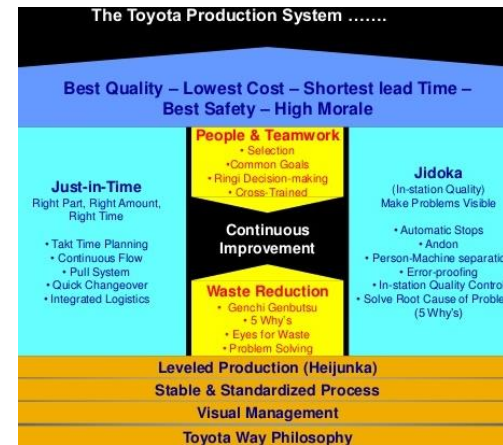 The Toyota Production System …….
Best Quality – Lowest Cost – Shortest lead Time –
Best Safety – High Morale
Just-in-Time
Right Part, Right Amount,
Right Time
• Takt Time Planning
• Continuous Flow
• Pull System
• Quick Changeover
• Integrated Logistics
People & Teamwork
• Selection
•Common Goals
• Ringi Decision-making
• Cross-Trained
Continuous
Improvement
Waste Reduction
• Genchi Genbutsu
• 5 Why's
• Eyes for Waste
• Problem Solving
Jidoka
(In-station Quality)
Make Problems Visible
• Automatic Stops
• Andon
• Person-Machine separatio
• Error-proofing
• In-station Quality Contro
• Solve Root Cause of Proble
(5 Why's)
Leveled Production (Heijunka)
Stable & Standardized Process
Visual Management
Toyota Way Philosophy